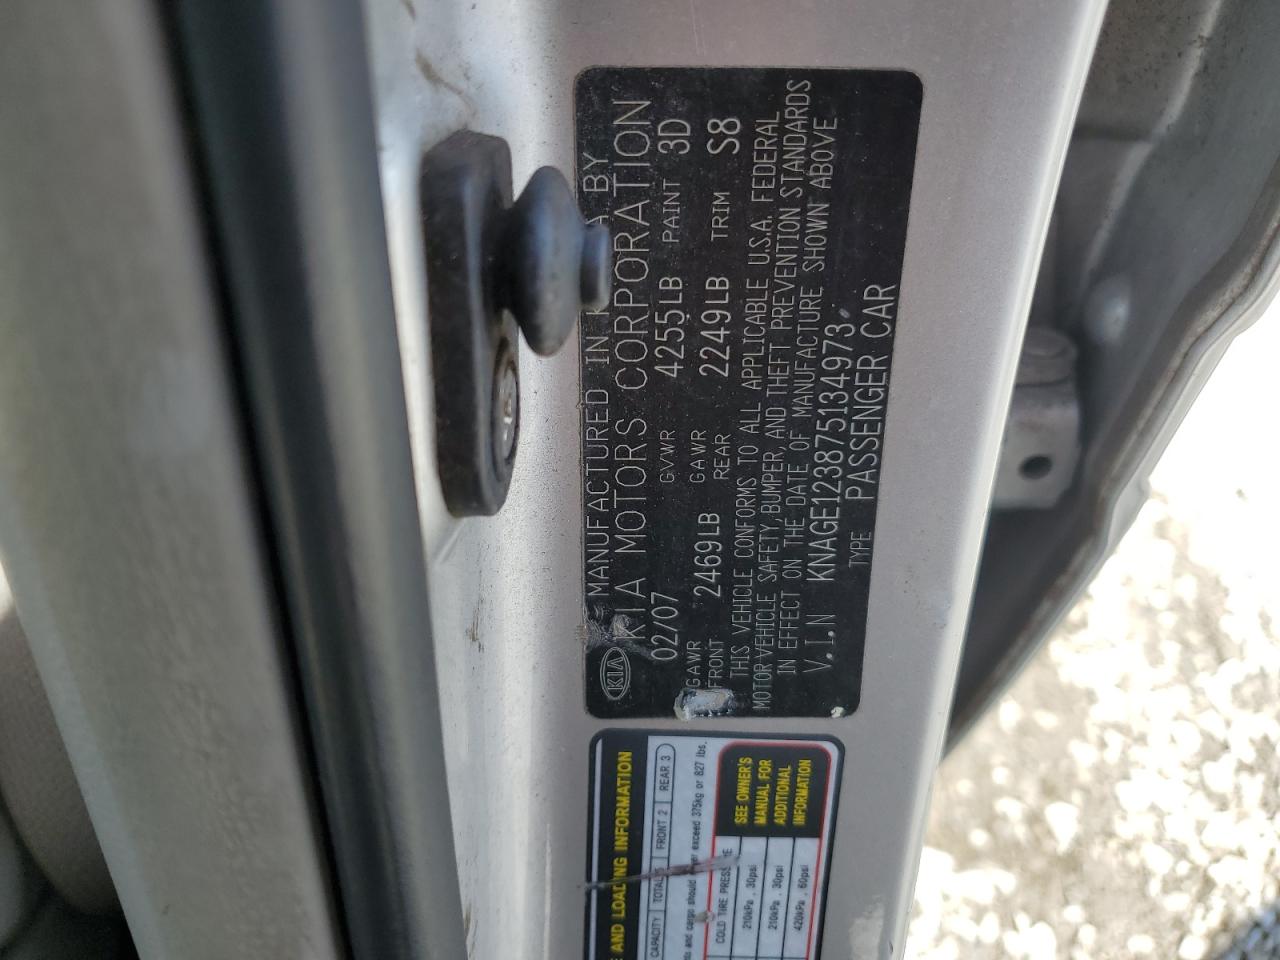 MANUFACTURED IN A BY
KIA KIA MOTORS CORPORATION
02/07 GVWR 4255LB PAINT 3D
GAWR FRONT 2469LB GAWR REAR 2249LB TRIM S8
THIS VEHICLE CONFORMS TO ALL APPLICABLE U.S.A. FEDERAL
MOTOR VEHICLE SAFETY, BUMPER, AND THEFT PREVENTION STANDARDS
IN EFFECT ON THE DATE OF MANUFACTURE SHOWN ABOVE
V.I.N KNAGE123875134973
TYPE PASSENGER CAR
AND LOADING INFORMATION
CAPACITY TOTAL FRONT 2 REAR 3
and cargo should exceed 375kg or 827 lbs.
COLD TIRE
210kPa , 30psi
210kPa , 30psi
420kPa , 60psi
SEE OWNER'S
MANUAL FOR
ADDITIONAL
INFORMATION